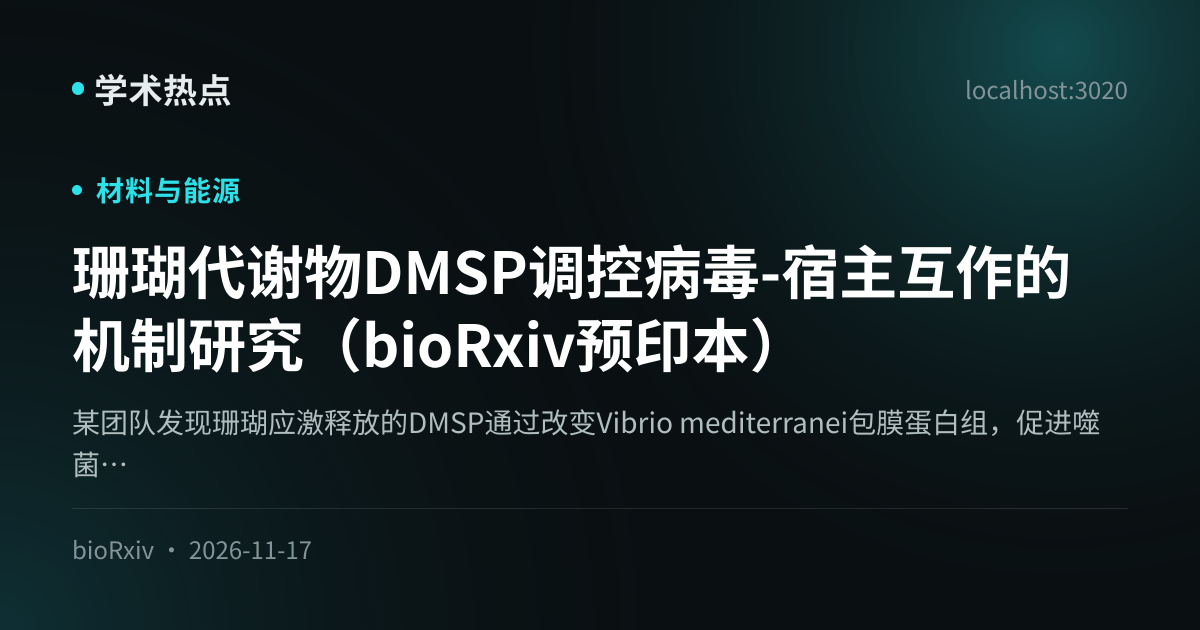 学术热点
localhost:3020
材料与能源
珊瑚代谢物DMSP调控病毒-宿主互作的
机制研究（bioRxiv预印本）
某团队发现珊瑚应激释放的DMSP通过改变Vibrio mediterranei包膜蛋白组，促进噬
菌…
bioRxiv • 2026-11-17